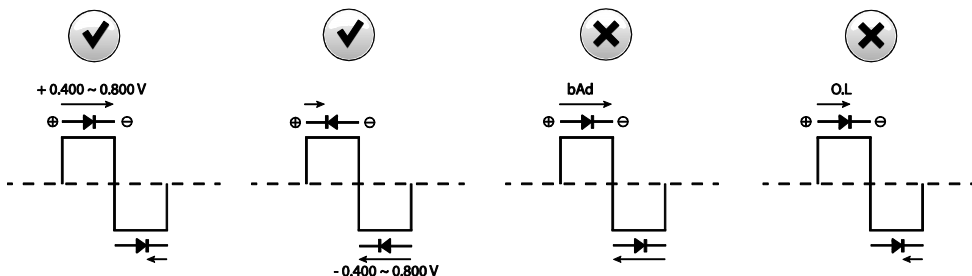 + 0.400 ~ 0.800 V
bAd
O.L
⊕ ⊖
⊕ ⊖
⊕ ⊖
⊕ ⊖
- 0.400 ~ 0.800 V